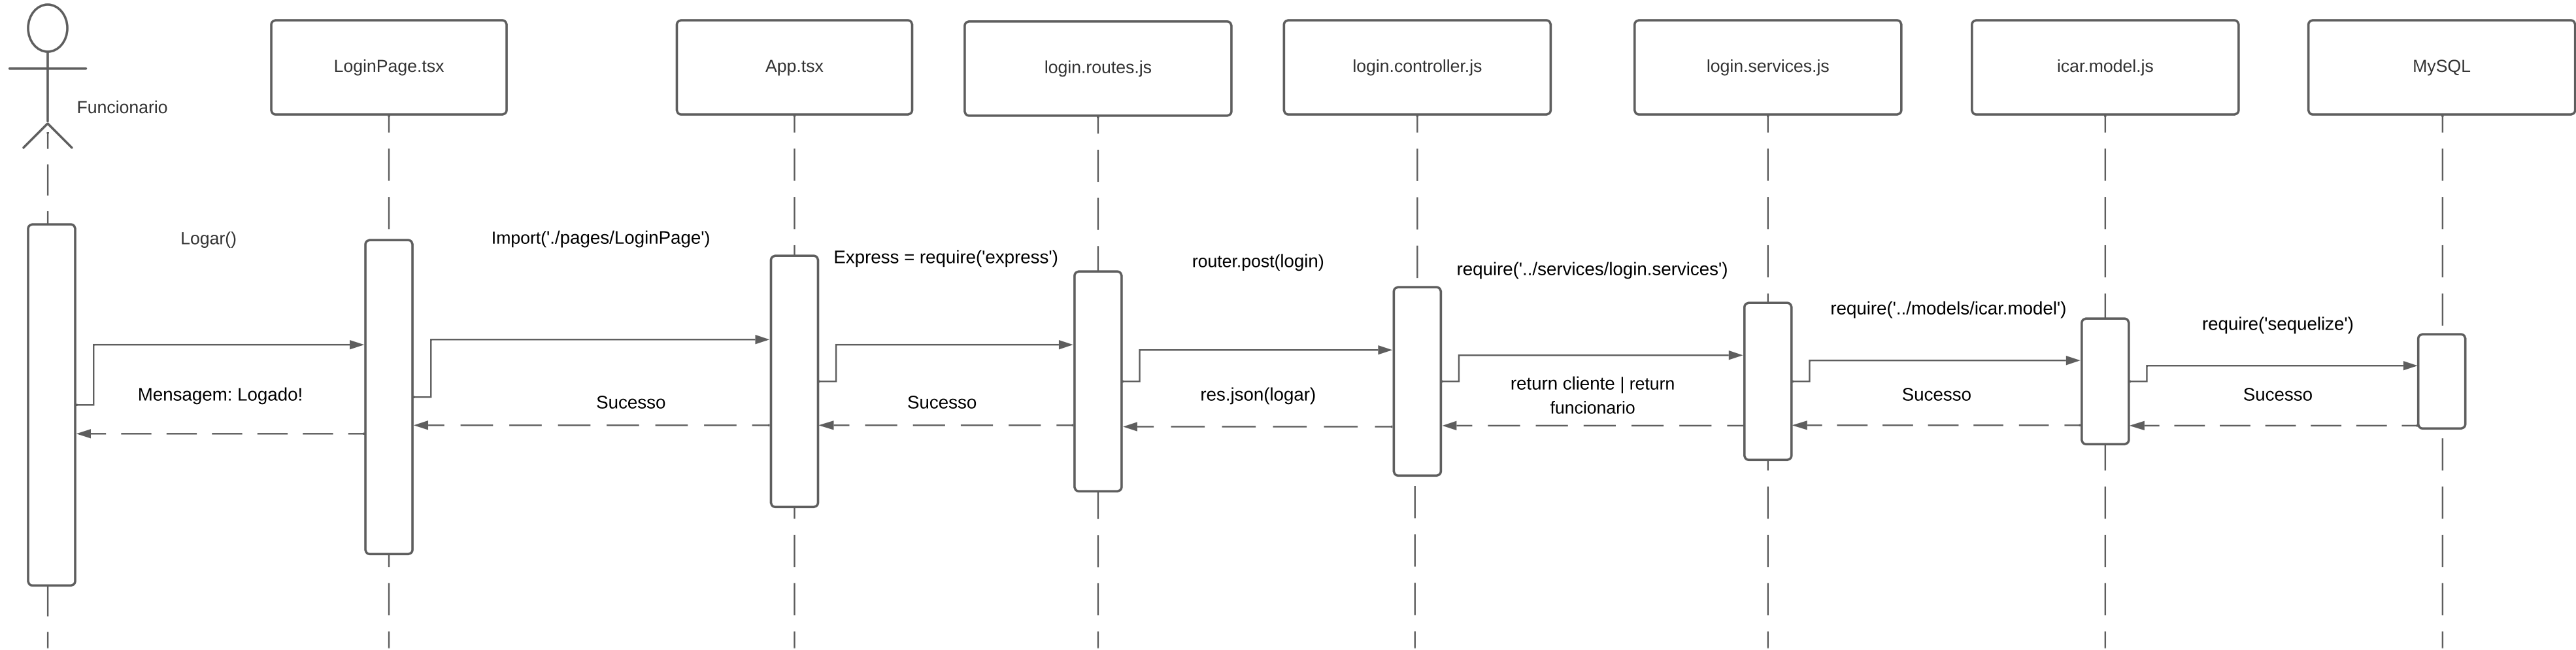 Funcionario
LoginPage.tsx
App.tsx
login.routes.js
login.controller.js
login.services.js
icar.model.js
MySQL
Logar()
Import('./pages/LoginPage')
Express = require('express')
router.post(login)
require('../services/login.services')
require('../models/icar.model')
require('sequelize')
Mensagem: Logado!
Sucesso
Sucesso
res.json(logar)
return cliente | return
funcionario
Sucesso
Sucesso